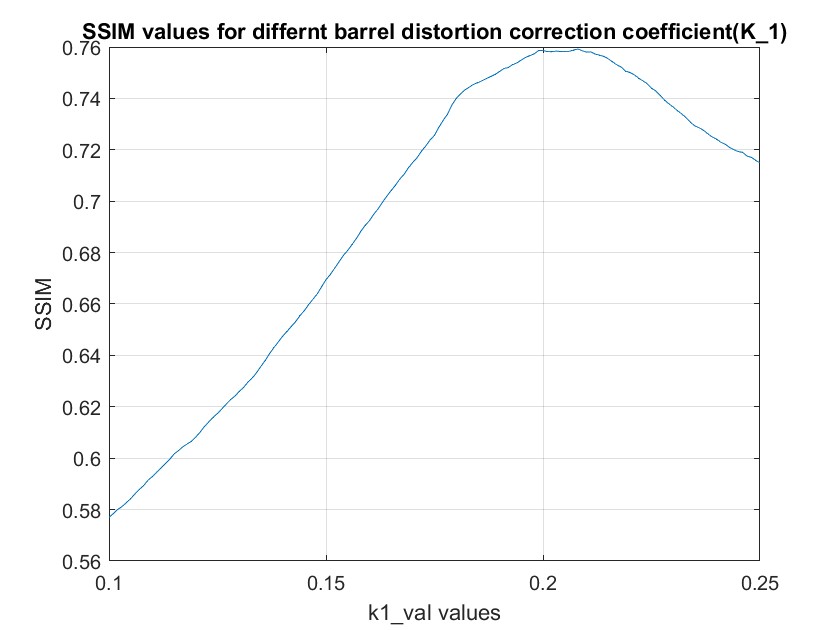 SSIM values for differnt barrel distortion correction coefficient(K_1)
0.76
0.74
0.72
0.7
0.68
0.66
0.64
0.62
0.6
0.58
0.56
SSIM
0.1 0.15 0.2 0.25
k1_val values